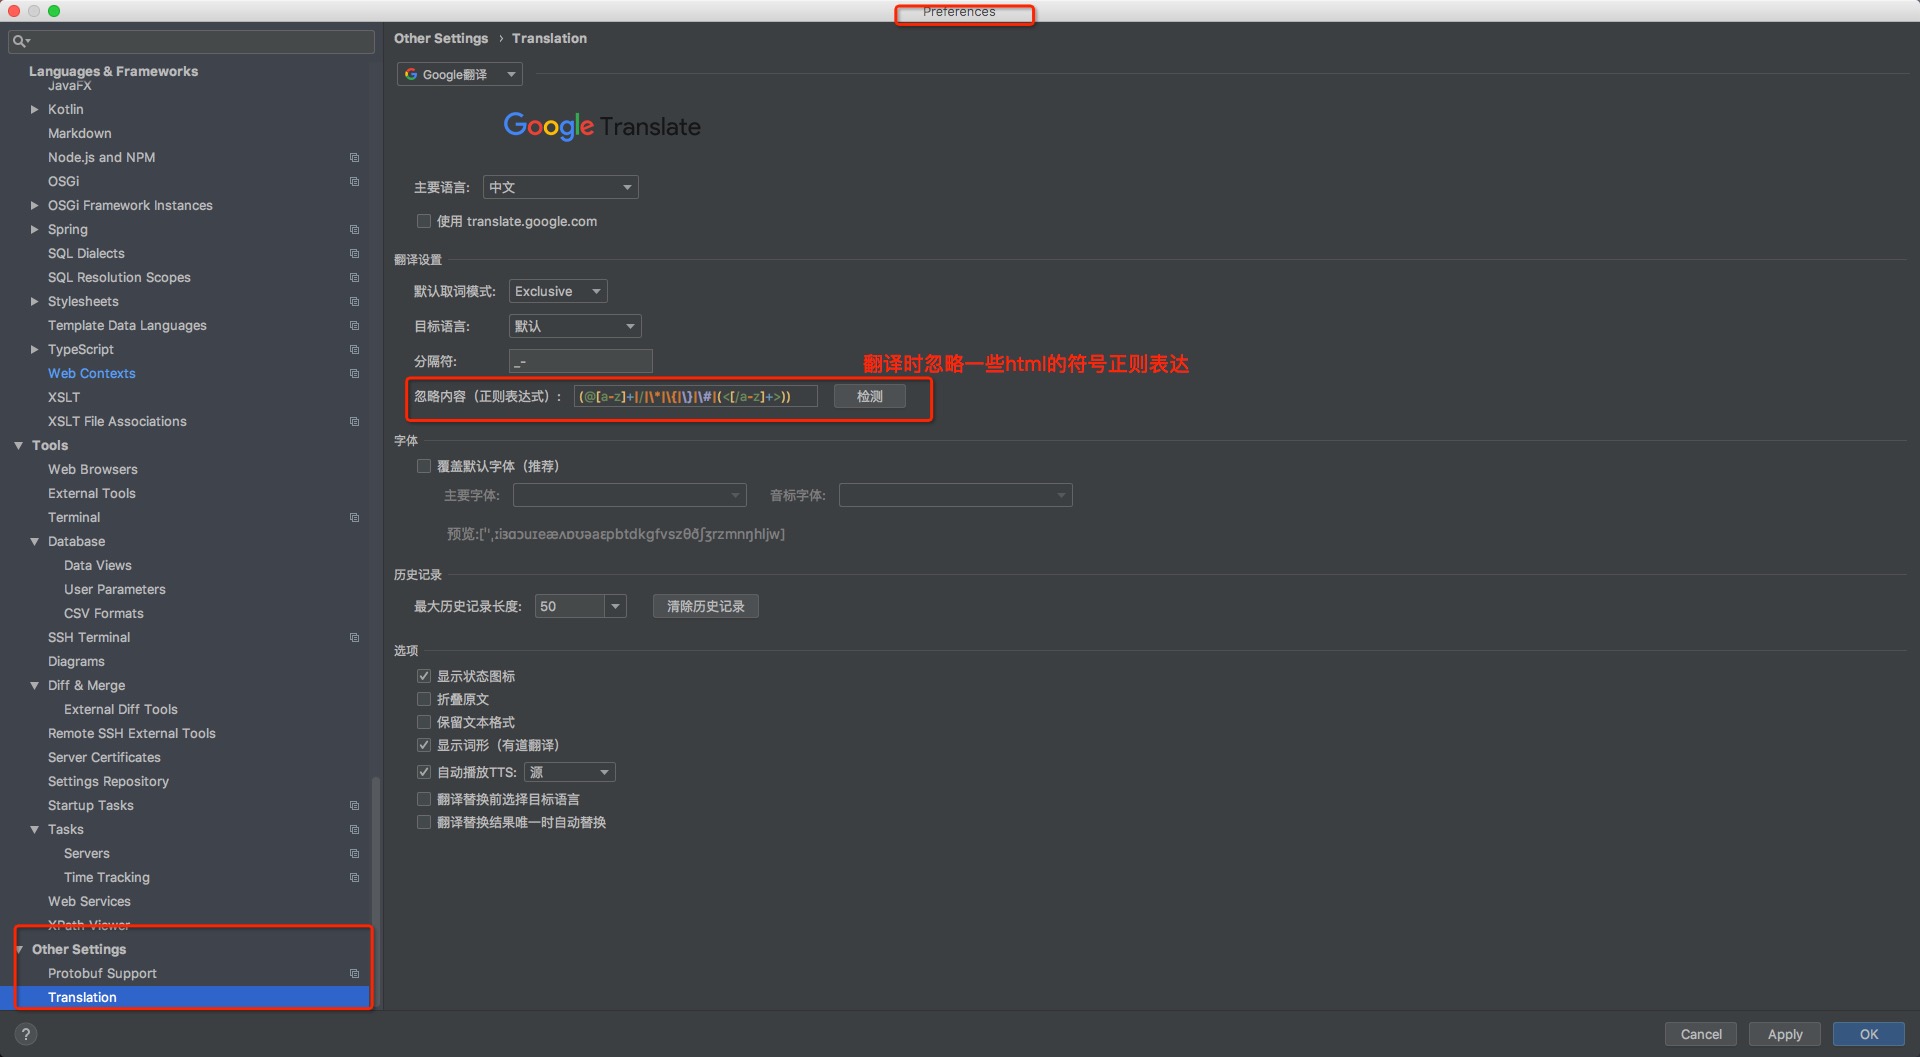 Preferences
Languages & Frameworks
JavaFX
Kotlin
Markdown
Node.js and NPM
OSGi
OSGi Framework Instances
Spring
SQL Dialects
SQL Resolution Scopes
Stylesheets
Template Data Languages
TypeScript
Web Contexts
XSLT
XSLT File Associations
Tools
Web Browsers
External Tools
Terminal
Database
Data Views
User Parameters
CSV Formats
SSH Terminal
Diagrams
Diff & Merge
External Diff Tools
Remote SSH External Tools
Server Certificates
Settings Repository
Startup Tasks
Tasks
Servers
Time Tracking
Web Services
XPath Viewer
Other Settings
Protobuf Support
Translation
Other Settings › Translation
Google翻译
Google Translate
主要语言: 中文
使用 translate.google.com
翻译设置
默认取词模式: Exclusive
目标语言: 默认
分隔符: _-
翻译时忽略一些html的符号正则表达
忽略内容（正则表达式）: (@[a-z]+|/|\*|\{|\}|\#|(<[/a-z]+>)) 检测
字体
覆盖默认字体（推荐）
主要字体: 音标字体:
预览:[ˈˌɪiɜɑɔuɪeæʌɒʊəaɛpbtdkgfvszθðʃʒrzmnŋhljw]
历史记录
最大历史记录长度: 50 清除历史记录
选项
显示状态图标
折叠原文
保留文本格式
显示词形（有道翻译）
自动播放TTS: 源
翻译替换前选择目标语言
翻译替换结果唯一时自动替换
? Cancel Apply OK